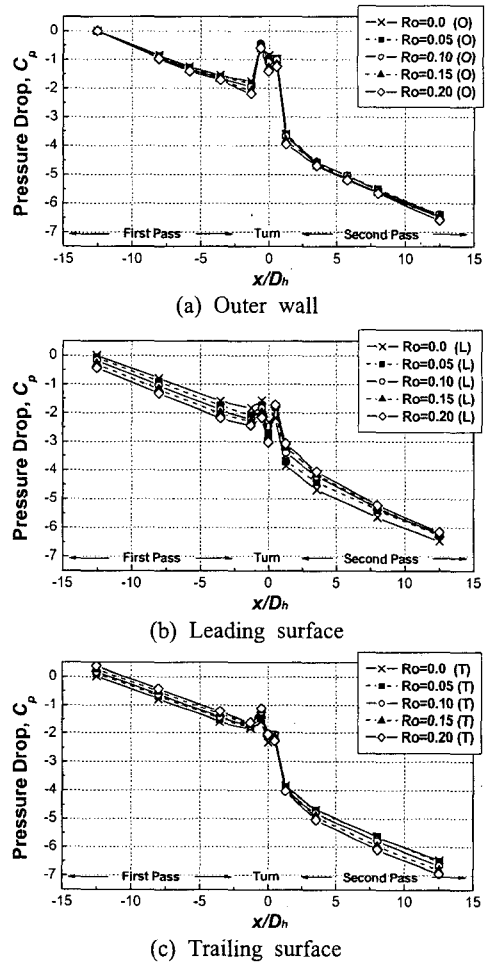 Ro=0.0 (O)
Ro=0.05 (O)
Ro=0.10 (O)
Ro=0.15 (O)
Ro=0.20 (O)
0
-1
-2
-3
-4
-5
-6
-7
Pressure Drop, Cp
First Pass Turn Second Pass
-15 -10 -5 0 5 10 15
x/Dh
(a) Outer wall
Ro=0.0 (L)
Ro=0.05 (L)
Ro=0.10 (L)
Ro=0.15 (L)
Ro=0.20 (L)
0
-1
-2
-3
-4
-5
-6
-7
Pressure Drop, Cp
First Pass Turn Second Pass
-15 -10 -5 0 5 10 15
x/Dh
(b) Leading surface
Ro=0.0 (T)
Ro=0.05 (T)
Ro=0.10 (T)
Ro=0.15 (T)
Ro=0.20 (T)
0
-1
-2
-3
-4
-5
-6
-7
Pressure Drop, Cp
First Pass Turn Second Pass
-15 -10 -5 0 5 10 15
x/Dh
(c) Trailing surface